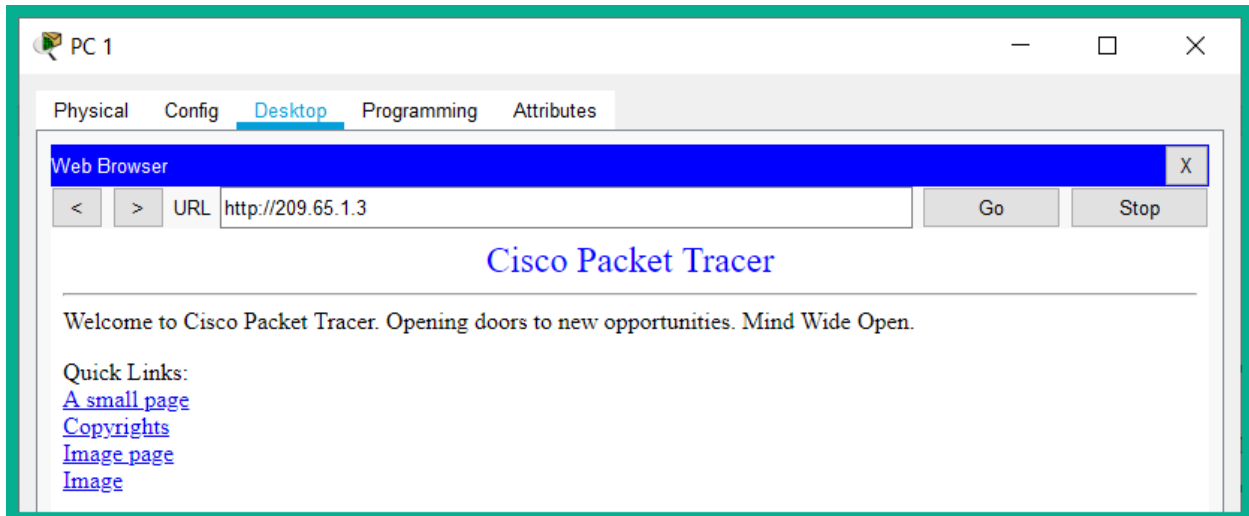 PC 1
Physical Config Desktop Programming Attributes
Web Browser X
< > URL http://209.65.1.3 Go Stop
Cisco Packet Tracer
Welcome to Cisco Packet Tracer. Opening doors to new opportunities. Mind Wide Open.
Quick Links:
A small page
Copyrights
Image page
Image